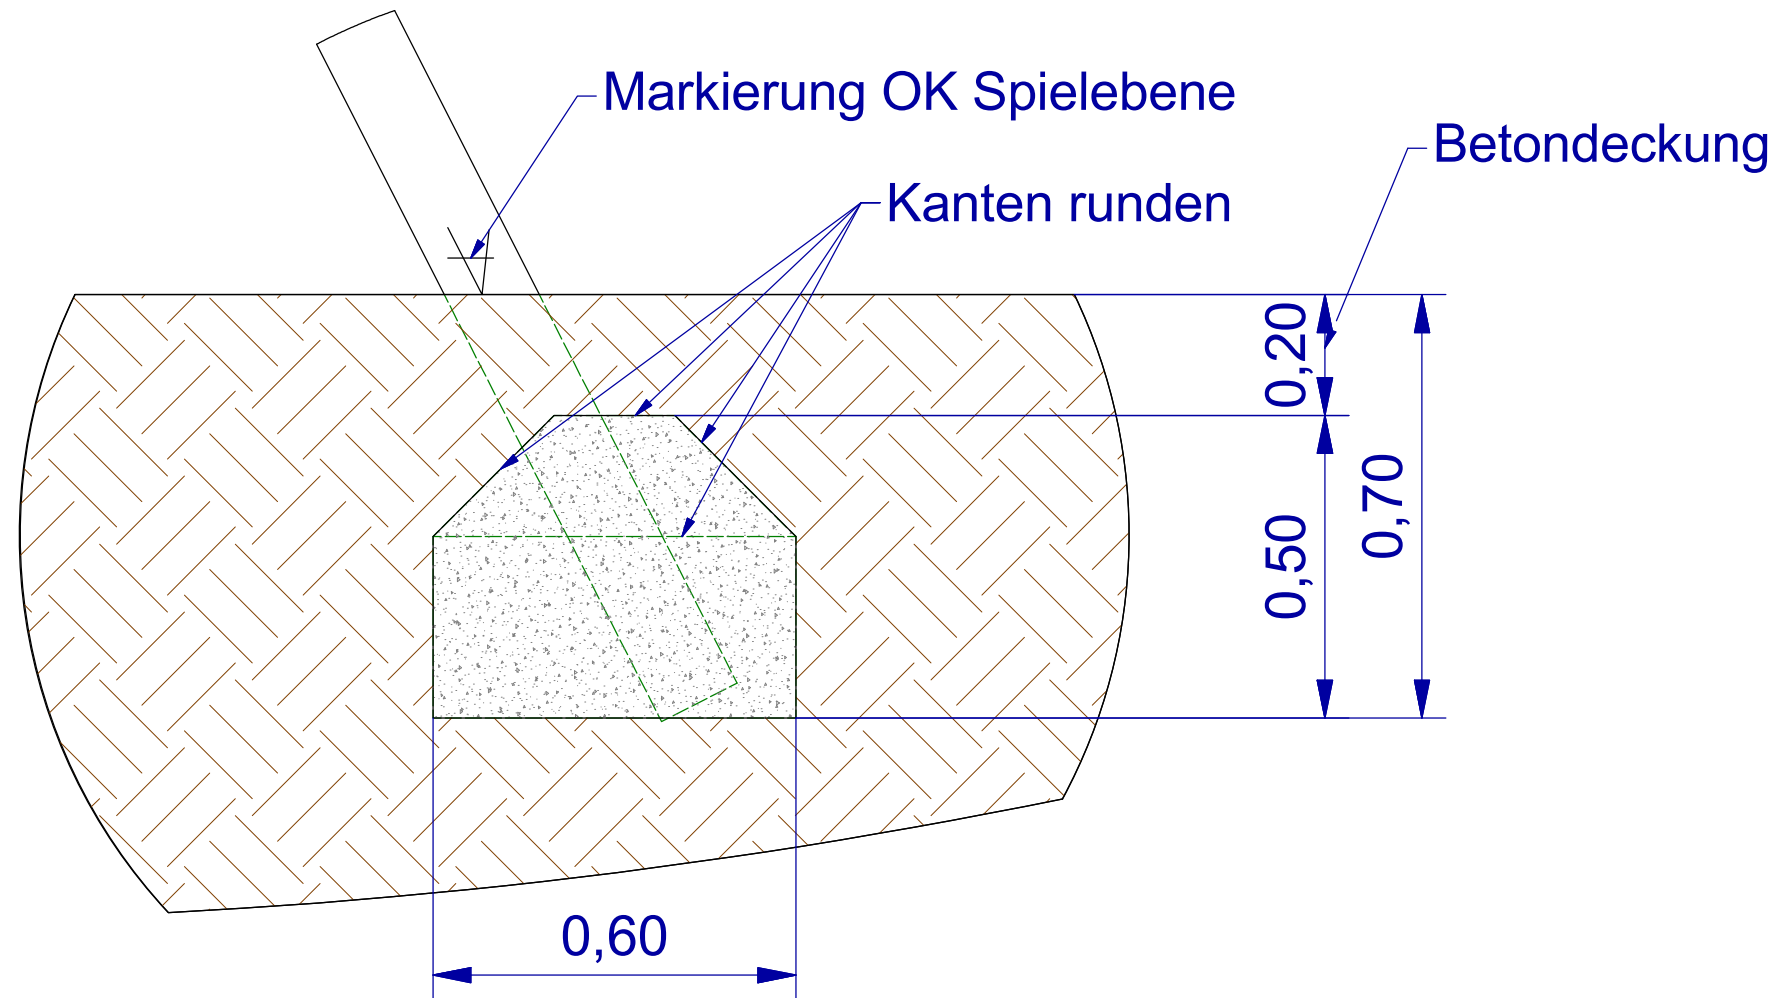 Markierung OK Spielebene
Betondeckung
Kanten runden
0,20
0,70
0,50
0,60